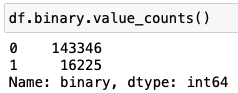 df.binary.value_counts()
0    143346
1     16225
Name: binary, dtype: int64